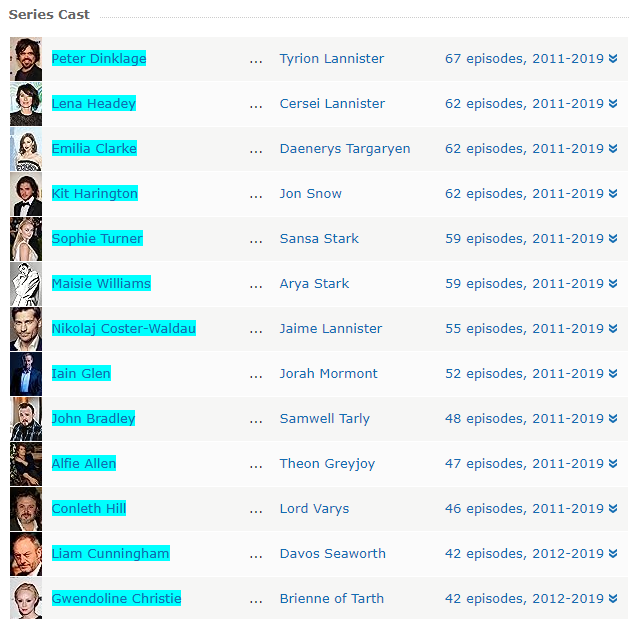 Series Cast
Peter Dinklage ... Tyrion Lannister 67 episodes, 2011-2019
Lena Headey ... Cersei Lannister 62 episodes, 2011-2019
Emilia Clarke ... Daenerys Targaryen 62 episodes, 2011-2019
Kit Harington ... Jon Snow 62 episodes, 2011-2019
Sophie Turner ... Sansa Stark 59 episodes, 2011-2019
Maisie Williams ... Arya Stark 59 episodes, 2011-2019
Nikolaj Coster-Waldau ... Jaime Lannister 55 episodes, 2011-2019
Iain Glen ... Jorah Mormont 52 episodes, 2011-2019
John Bradley ... Samwell Tarly 48 episodes, 2011-2019
Alfie Allen ... Theon Greyjoy 47 episodes, 2011-2019
Conleth Hill ... Lord Varys 46 episodes, 2011-2019
Liam Cunningham ... Davos Seaworth 42 episodes, 2012-2019
Gwendoline Christie ... Brienne of Tarth 42 episodes, 2012-2019